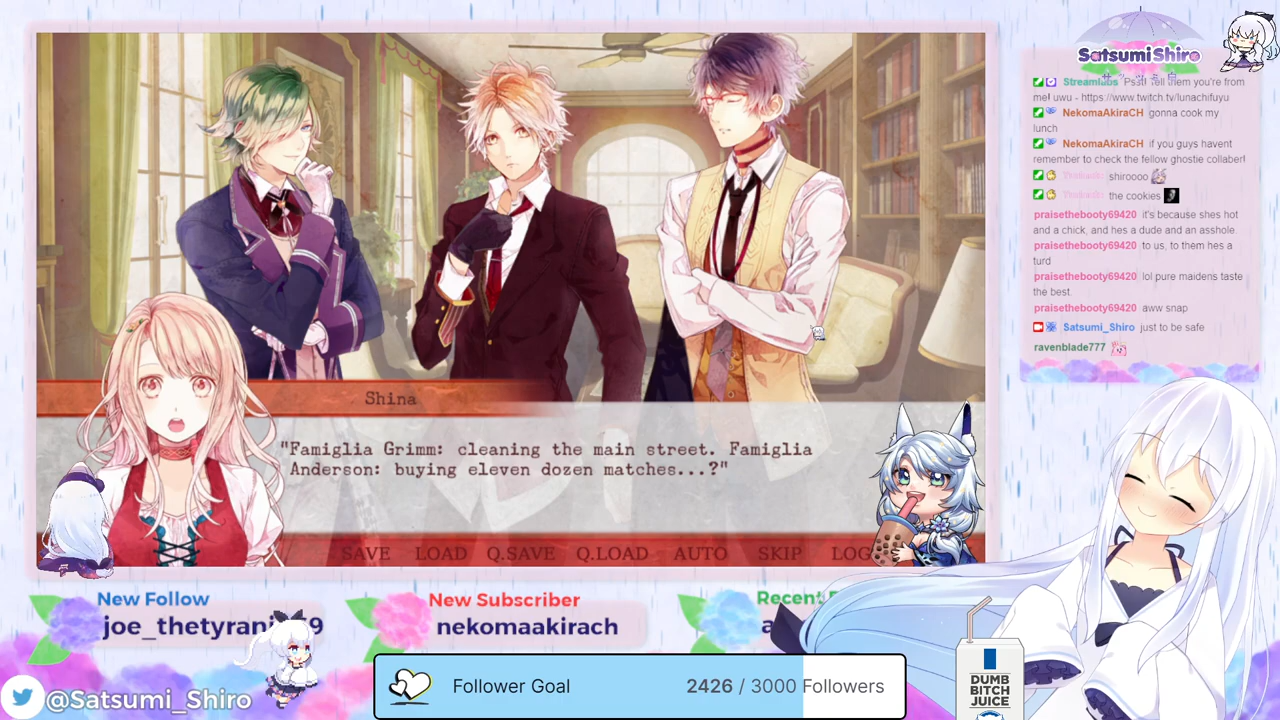 Shina
"Famiglia Grimm: cleaning the main street. Famiglia
Anderson: buying eleven dozen matches...?"
SAVE LOAD Q.SAVE Q.LOAD AUTO SKIP LOG
SatsumiShiro
Streamlabs Psst! Tell them you're from
me! uwu - https://www.twitch.tv/lunachifuyu
NekomaAkiraCH gonna cook my
lunch
NekomaAkiraCH if you guys havent
remember to check the fellow ghostie collaber!
shiroooo
the cookies
praisethebooty69420 it's because shes hot
and a chick, and hes a dude and an asshole.
praisethebooty69420 to us, to them hes a
turd
praisethebooty69420 lol pure maidens taste
the best.
praisethebooty69420 aww snap
Satsumi_Shiro just to be safe
ravenblade777
New Follow
New Subscriber
nekomaakirach
Recent
@Satsumi_Shiro
Follower Goal 2426 / 3000 Followers
DUMB
BITCH
JUICE